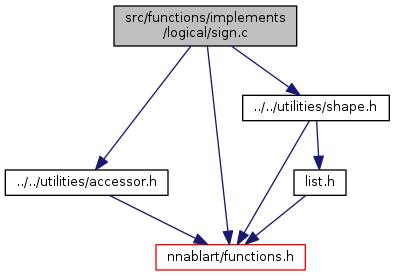 src/functions/implements
/logical/sign.c
../../utilities/shape.h
../../utilities/accessor.h
list.h
nnablart/functions.h